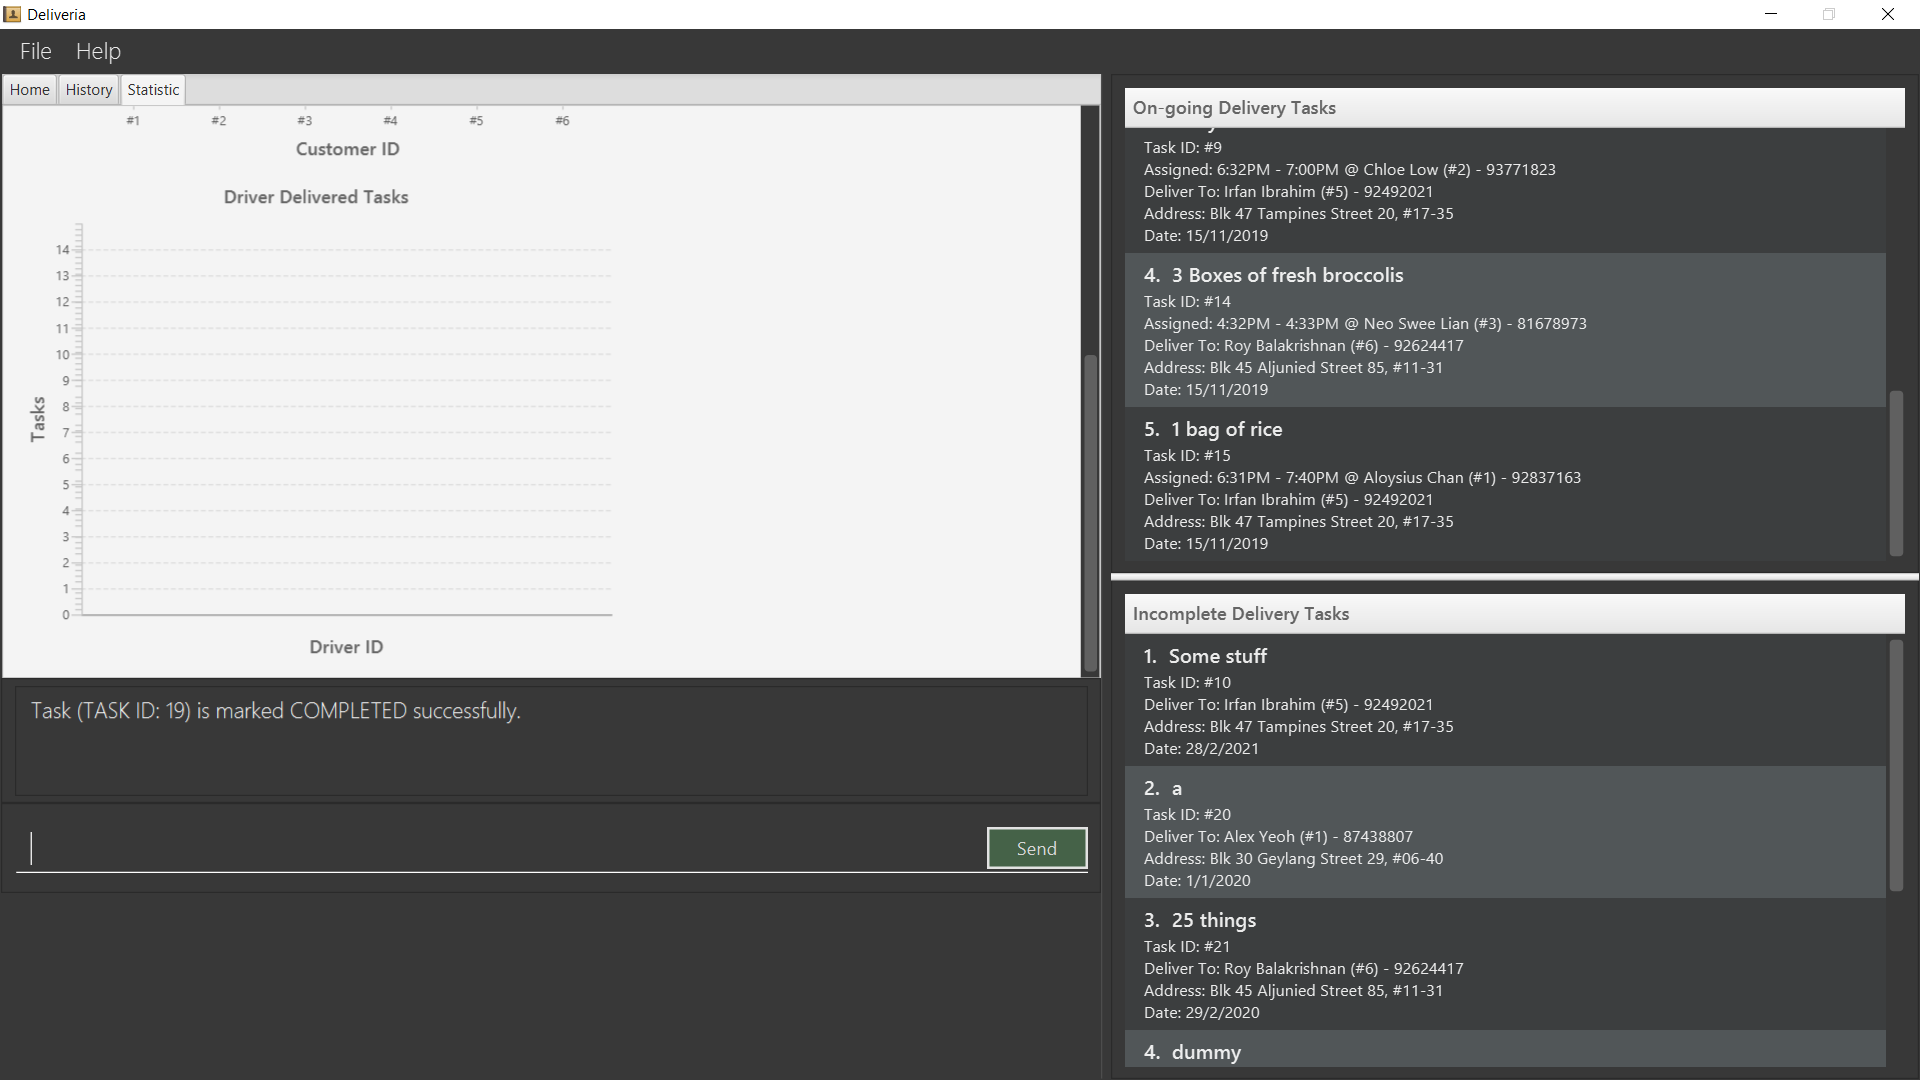 Deliveria
File Help
Home History Statistic
#1 #2 #3 #4 #5 #6
Customer ID
Driver Delivered Tasks
14
13
12
11
10
9
8
7
6
5
4
3
2
1
0
Tasks
Driver ID
Task (TASK ID: 19) is marked COMPLETED successfully.
Send
On-going Delivery Tasks
Task ID: #9
Assigned: 6:32PM - 7:00PM @ Chloe Low (#2) - 93771823
Deliver To: Irfan Ibrahim (#5) - 92492021
Address: Blk 47 Tampines Street 20, #17-35
Date: 15/11/2019
4. 3 Boxes of fresh broccolis
Task ID: #14
Assigned: 4:32PM - 4:33PM @ Neo Swee Lian (#3) - 81678973
Deliver To: Roy Balakrishnan (#6) - 92624417
Address: Blk 45 Aljunied Street 85, #11-31
Date: 15/11/2019
5. 1 bag of rice
Task ID: #15
Assigned: 6:31PM - 7:40PM @ Aloysius Chan (#1) - 92837163
Deliver To: Irfan Ibrahim (#5) - 92492021
Address: Blk 47 Tampines Street 20, #17-35
Date: 15/11/2019
Incomplete Delivery Tasks
1. Some stuff
Task ID: #10
Deliver To: Irfan Ibrahim (#5) - 92492021
Address: Blk 47 Tampines Street 20, #17-35
Date: 28/2/2021
2. a
Task ID: #20
Deliver To: Alex Yeoh (#1) - 87438807
Address: Blk 30 Geylang Street 29, #06-40
Date: 1/1/2020
3. 25 things
Task ID: #21
Deliver To: Roy Balakrishnan (#6) - 92624417
Address: Blk 45 Aljunied Street 85, #11-31
Date: 29/2/2020
4. dummy